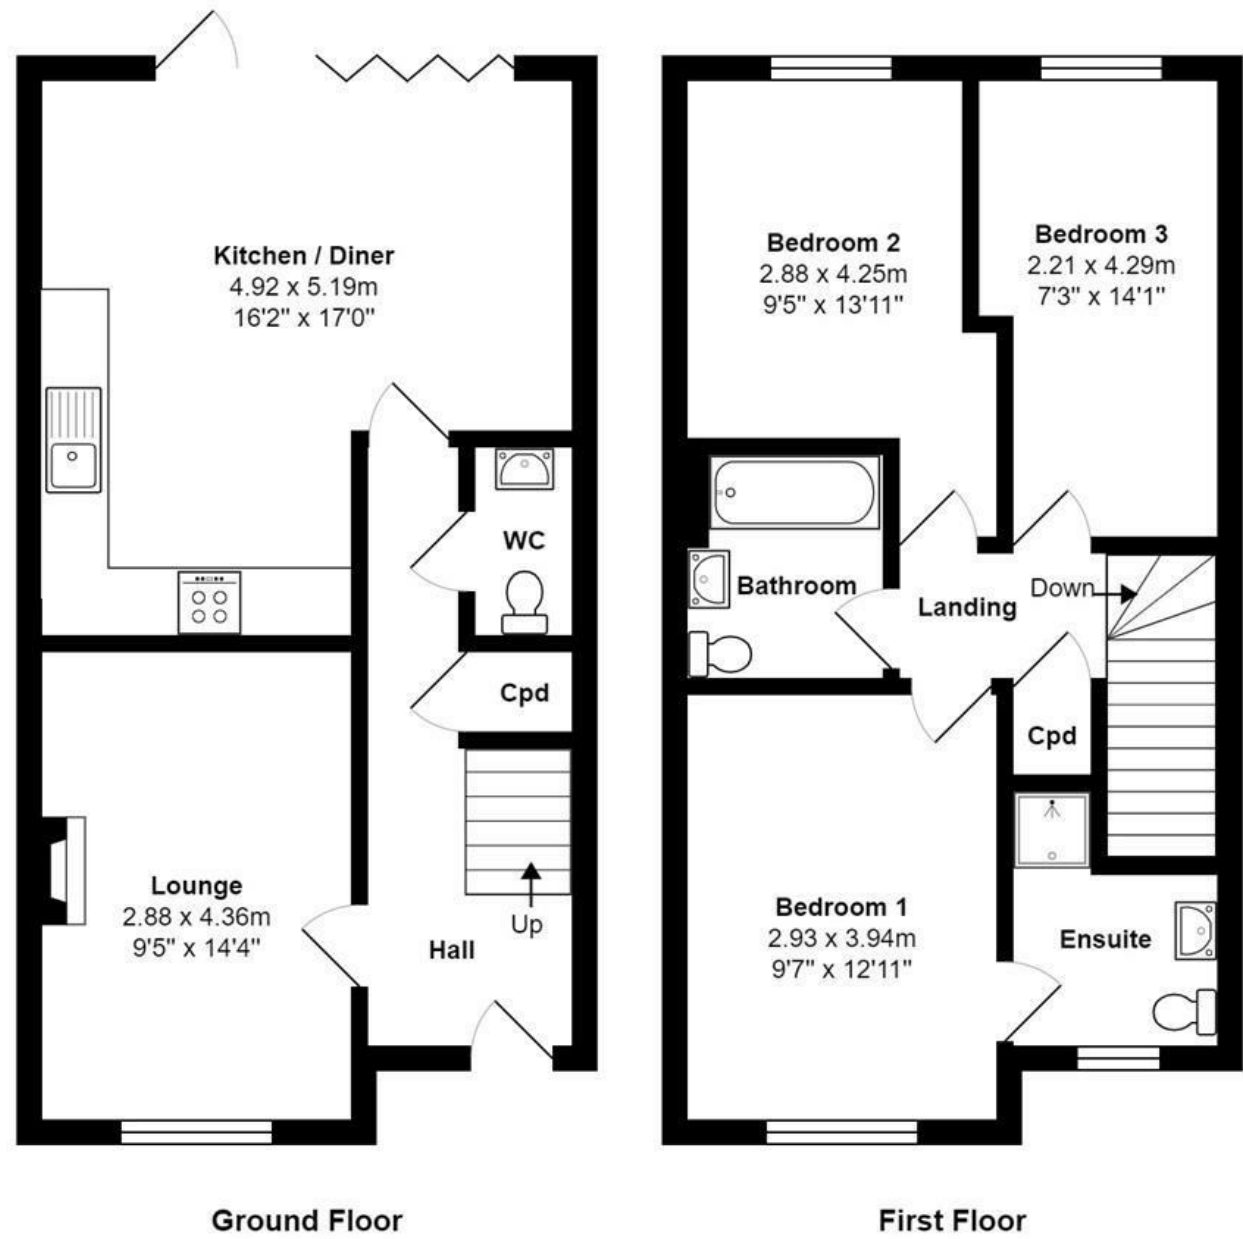 Kitchen / Diner
4.92 x 5.19m
16'2" x 17'0"
WC
Cpd
Lounge
2.88 x 4.36m
9'5" x 14'4"
Up
Hall
Ground Floor
Bedroom 2
2.88 x 4.25m
9'5" x 13'11"
Bedroom 3
2.21 x 4.29m
7'3" x 14'1"
Bathroom
Landing
Down
Cpd
Bedroom 1
2.93 x 3.94m
9'7" x 12'11"
Ensuite
First Floor